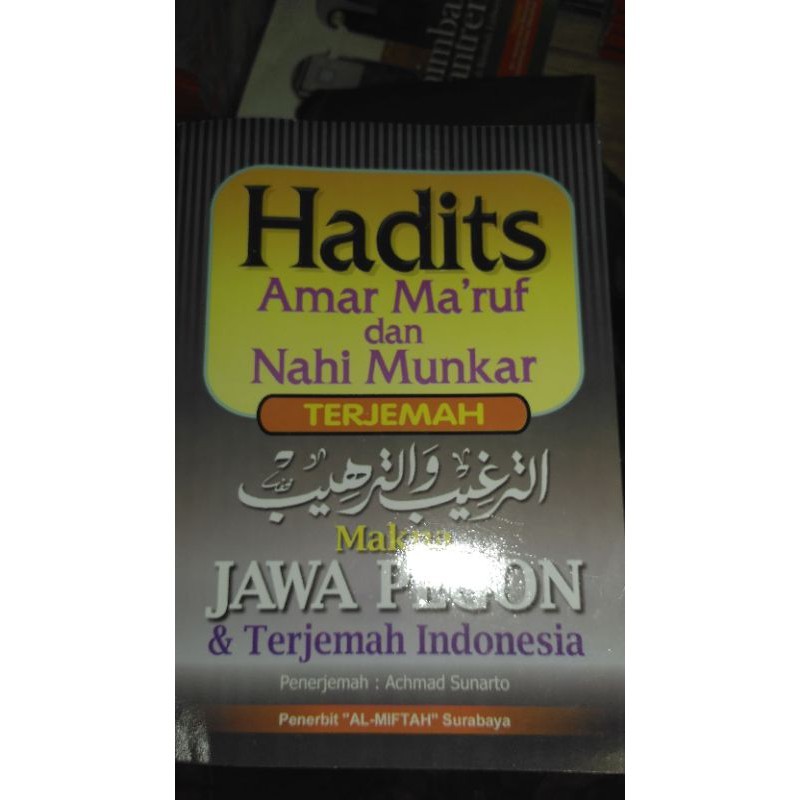 Hadits
Amar Ma'ruf
dan
Nahi Munkar
TERJEMAH
الترغيب والترهيب
JAWA
& Terjemah Indonesia
Penerjemah : Achmad Sunarto
Penerbit "AL-MIFTAH" Surabaya